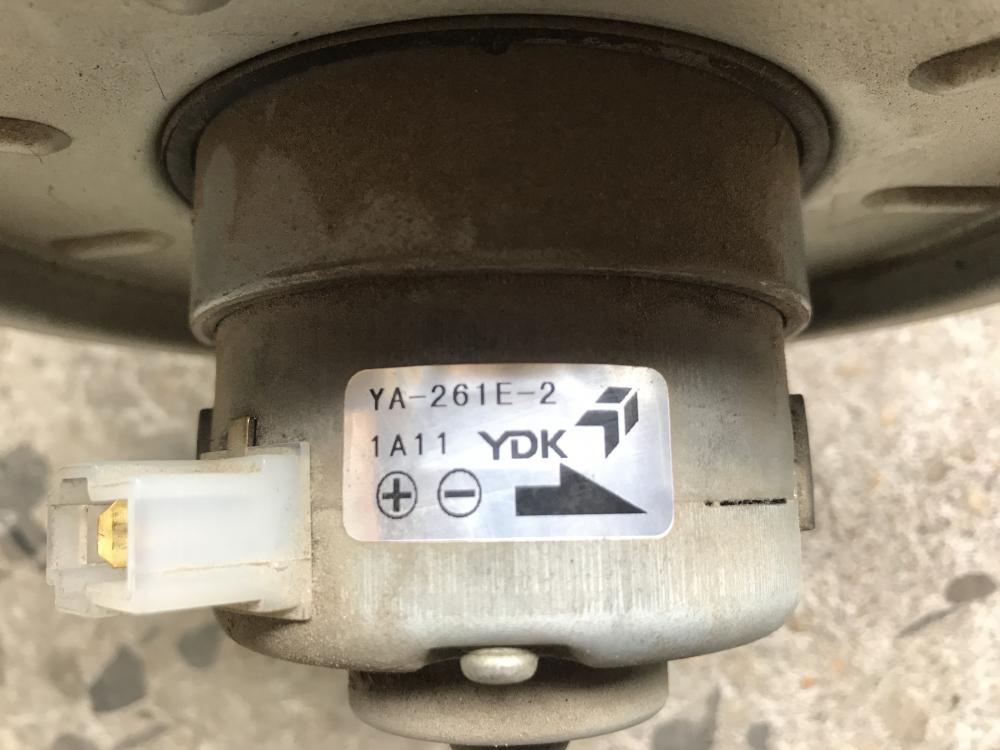 YA-261E-2
1A11 YDK
⊕ ⊖